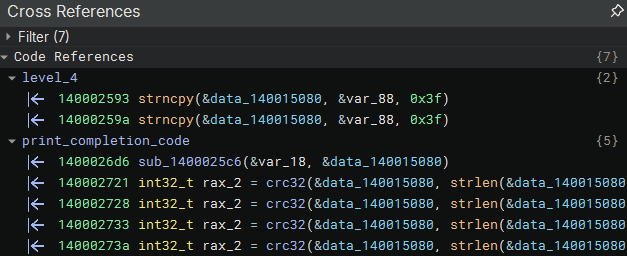 Cross References
Filter (7)
Code References {7}
level_4 {2}
140002593 strncpy(&data_140015080, &var_88, 0x3f)
14000259a strncpy(&data_140015080, &var_88, 0x3f)
print_completion_code {5}
1400026d6 sub_1400025c6(&var_18, &data_140015080)
140002721 int32_t rax_2 = crc32(&data_140015080, strlen(&data_140015080
140002728 int32_t rax_2 = crc32(&data_140015080, strlen(&data_140015080
140002733 int32_t rax_2 = crc32(&data_140015080, strlen(&data_140015080
14000273a int32_t rax_2 = crc32(&data_140015080, strlen(&data_140015080